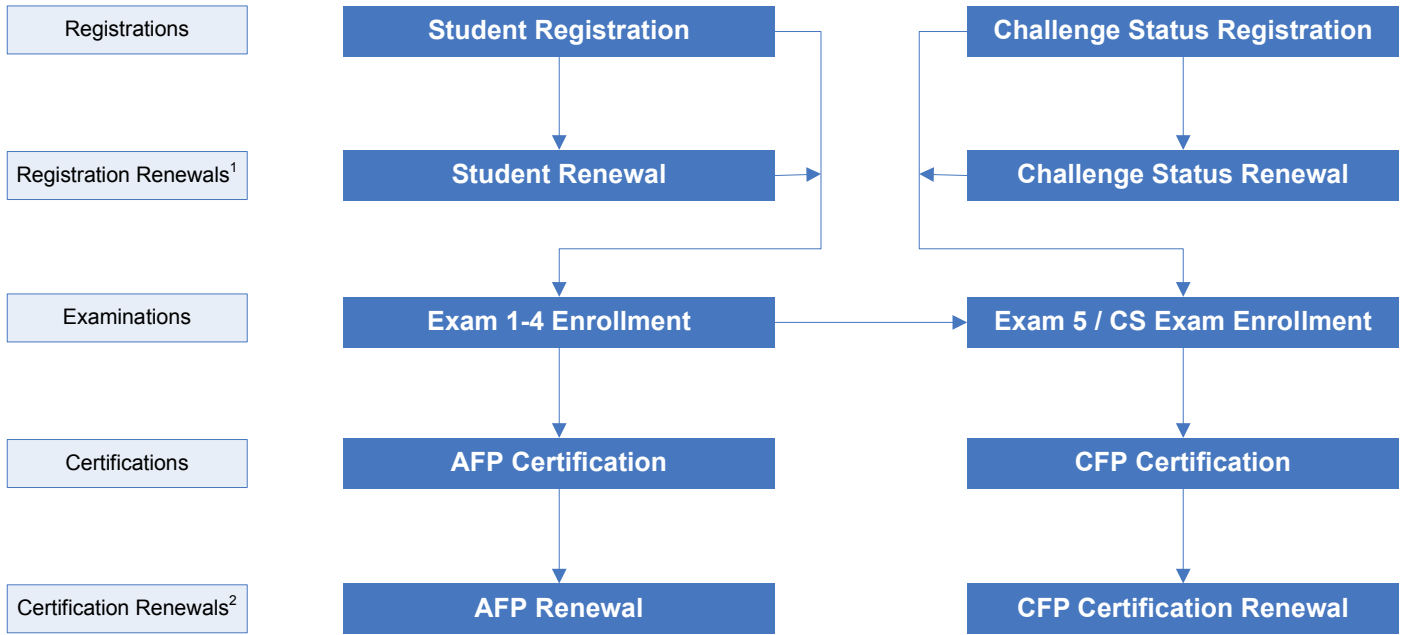 Registrations
Student Registration
Challenge Status Registration
Registration Renewals1
Student Renewal
Challenge Status Renewal
Examinations
Exam 1-4 Enrollment
Exam 5 / CS Exam Enrollment
Certifications
AFP Certification
CFP Certification
Certification Renewals2
AFP Renewal
CFP Certification Renewal